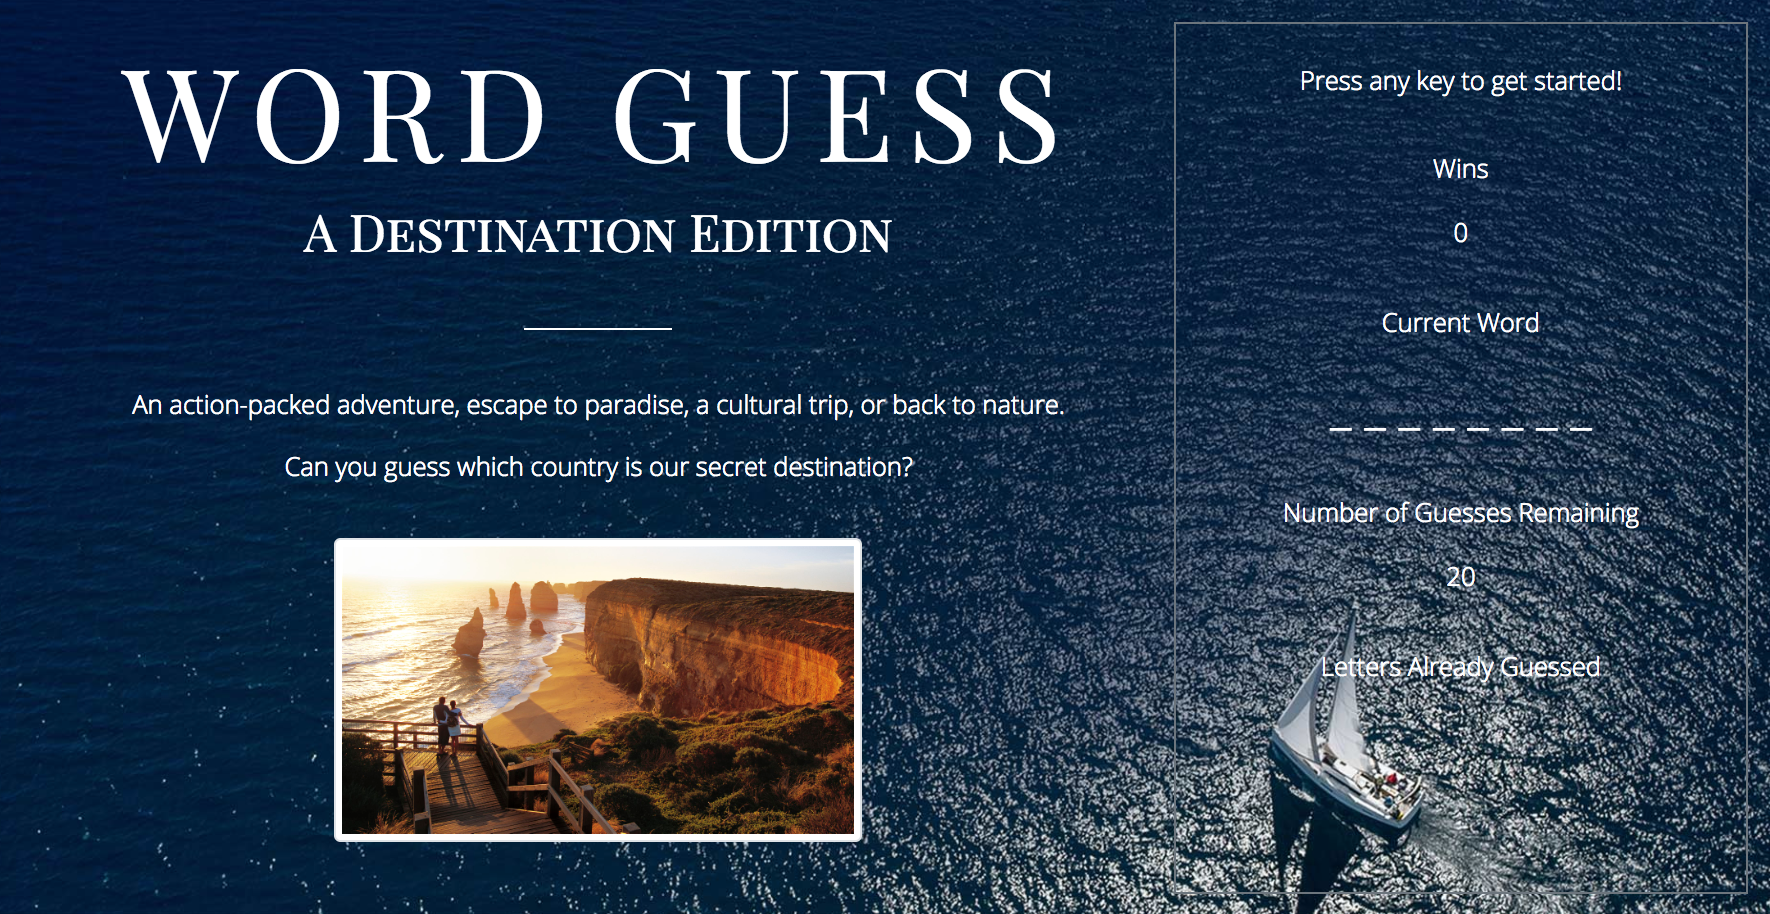 WORD GUESS
A DESTINATION EDITION
An action-packed adventure, escape to paradise, a cultural trip, or back to nature.
Can you guess which country is our secret destination?
Press any key to get started!
Wins
0
Current Word
_ _ _ _ _ _ _ _
Number of Guesses Remaining
20
Letters Already Guessed